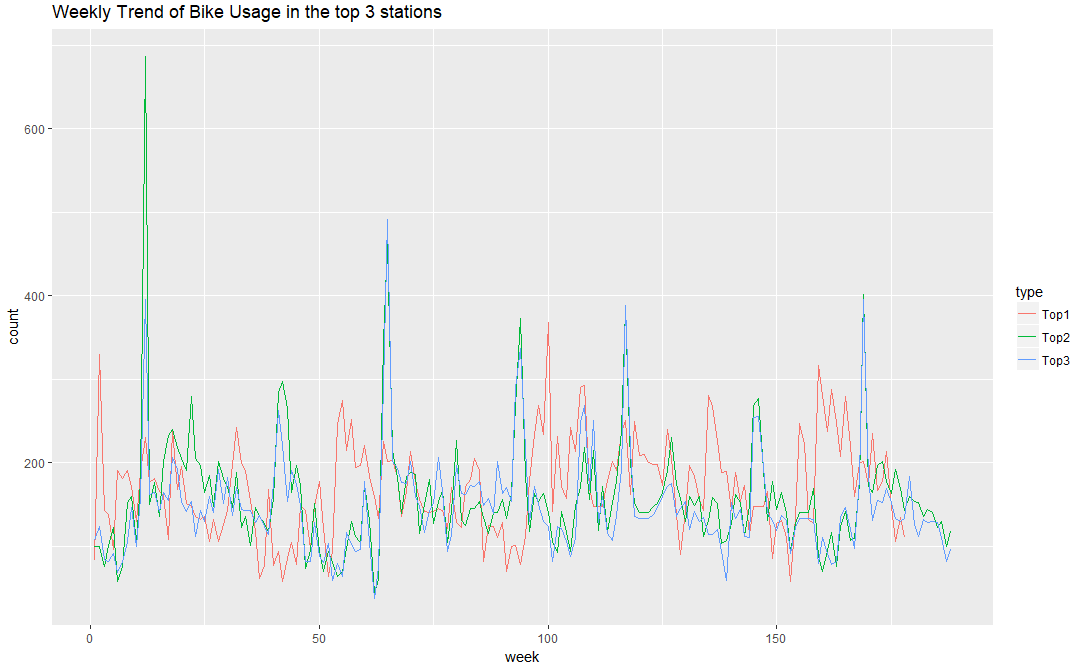 Weekly Trend of Bike Usage in the top 3 stations
600
400
200
count
0
50
100
150
week
type
Top1
Top2
Top3